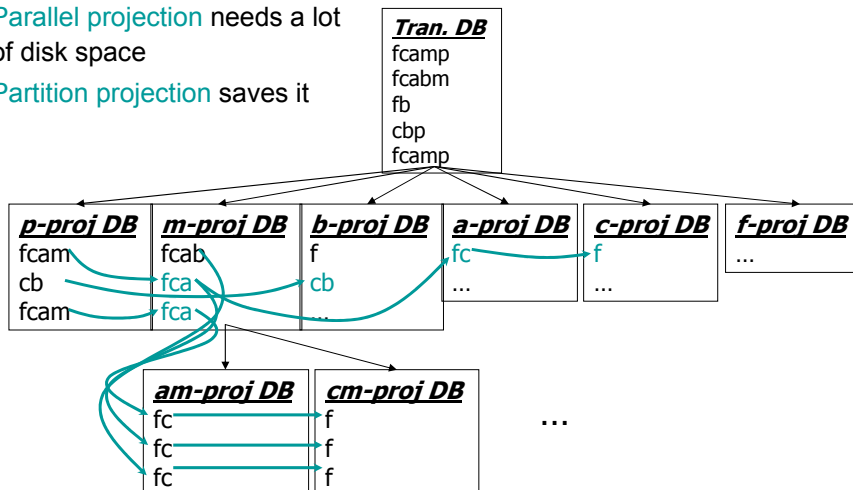 Parallel projection needs a lot
of disk space
Partition projection saves it
Tran. DB
fcamp
fcabm
fb
cbp
fcamp
p-proj DB
fcam
cb
fcam
m-proj DB
fcab
fca
fca
b-proj DB
f
cb
...
a-proj DB
fc
...
c-proj DB
f
...
f-proj DB
...
am-proj DB
fc
fc
fc
cm-proj DB
f
f
f
...